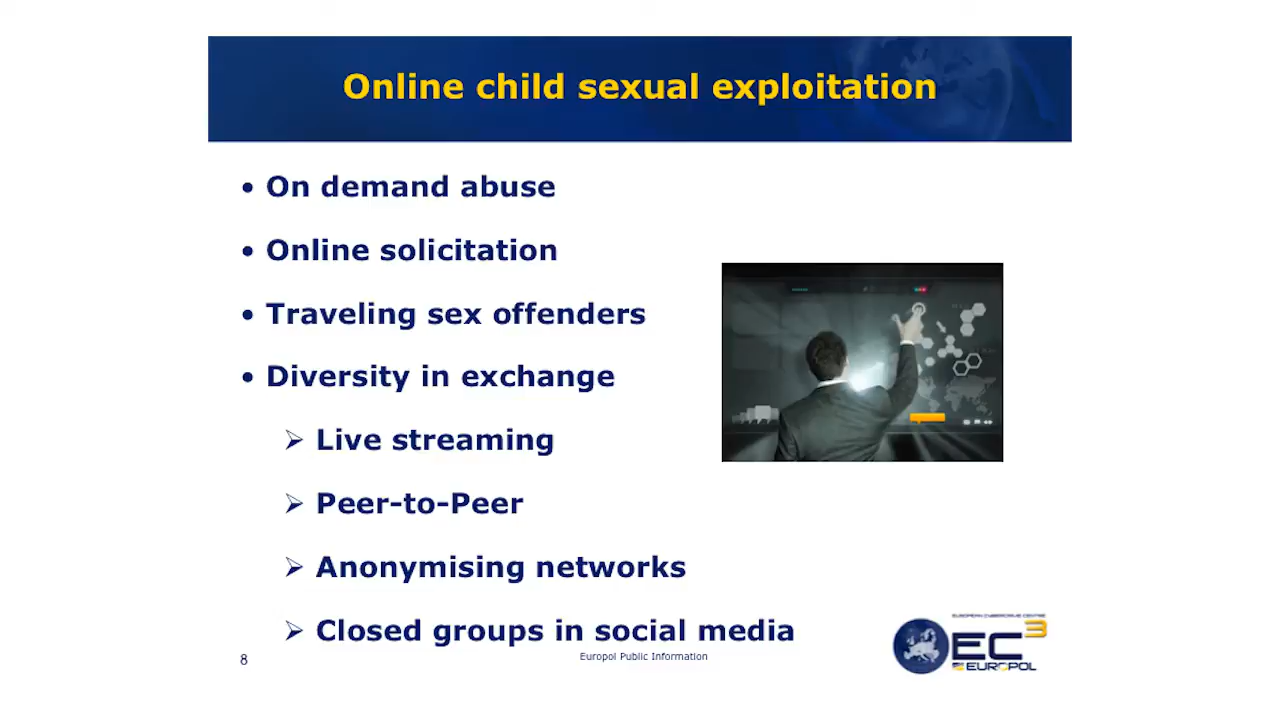 Online child sexual exploitation
• On demand abuse
• Online solicitation
• Traveling sex offenders
• Diversity in exchange
➢ Live streaming
➢ Peer-to-Peer
➢ Anonymising networks
➢ Closed groups in social media
8
Europol Public Information
EUROPEAN CYBERCRIME CENTRE
EC3
EUROPOL